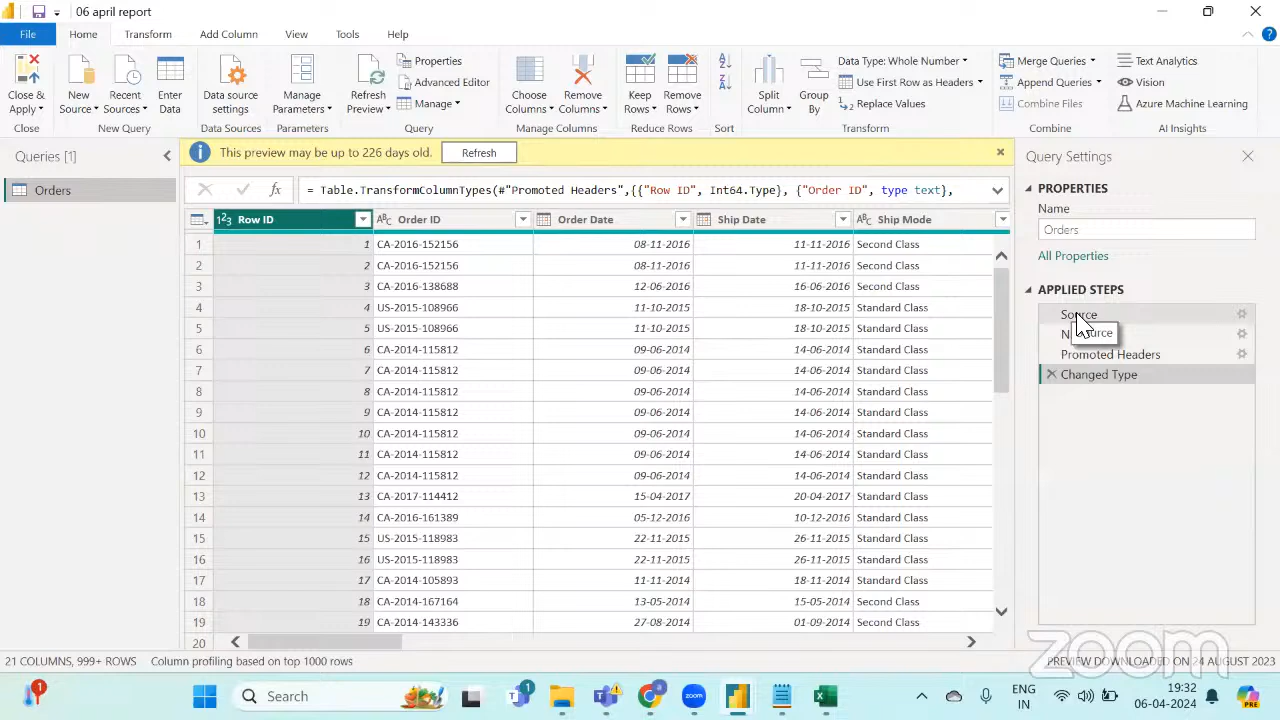 06 april report
File Home Transform Add Column View Tools Help
Close & Apply New Source Recent Sources Enter Data Data source settings Manage Parameters Refresh Preview Properties Advanced Editor Manage Choose Columns Remove Columns Keep Rows Remove Rows Split Column Group By Data Type: Whole Number Use First Row as Headers Replace Values Merge Queries Append Queries Combine Files Text Analytics Vision Azure Machine Learning
Close New Query Data Sources Parameters Query Manage Columns Reduce Rows Sort Transform Combine AI Insights
Queries [1]
Orders
This preview may be up to 226 days old. Refresh
= Table.TransformColumnTypes(#"Promoted Headers",{{"Row ID", Int64.Type}, {"Order ID", type text},
Row ID Order ID Order Date Ship Date Ship Mode
1 1 CA-2016-152156 08-11-2016 11-11-2016 Second Class
2 2 CA-2016-152156 08-11-2016 11-11-2016 Second Class
3 3 CA-2016-138688 12-06-2016 16-06-2016 Second Class
4 4 US-2015-108966 11-10-2015 18-10-2015 Standard Class
5 5 US-2015-108966 11-10-2015 18-10-2015 Standard Class
6 6 CA-2014-115812 09-06-2014 14-06-2014 Standard Class
7 7 CA-2014-115812 09-06-2014 14-06-2014 Standard Class
8 8 CA-2014-115812 09-06-2014 14-06-2014 Standard Class
9 9 CA-2014-115812 09-06-2014 14-06-2014 Standard Class
10 10 CA-2014-115812 09-06-2014 14-06-2014 Standard Class
11 11 CA-2014-115812 09-06-2014 14-06-2014 Standard Class
12 12 CA-2014-115812 09-06-2014 14-06-2014 Standard Class
13 13 CA-2017-114412 15-04-2017 20-04-2017 Standard Class
14 14 CA-2016-161389 05-12-2016 10-12-2016 Standard Class
15 15 US-2015-118983 22-11-2015 26-11-2015 Standard Class
16 16 US-2015-118983 22-11-2015 26-11-2015 Standard Class
17 17 CA-2014-105893 11-11-2014 18-11-2014 Standard Class
18 18 CA-2014-167164 13-05-2014 15-05-2014 Second Class
19 19 CA-2014-143336 27-08-2014 01-09-2014 Second Class
20
Query Settings
PROPERTIES
Name
Orders
All Properties
APPLIED STEPS
Source
Promoted Headers
Changed Type
21 COLUMNS, 999+ ROWS Column profiling based on top 1000 rows
PREVIEW DOWNLOADED ON 24 AUGUST 2023
zoom
Search
ENG
IN
19:32
06-04-2024